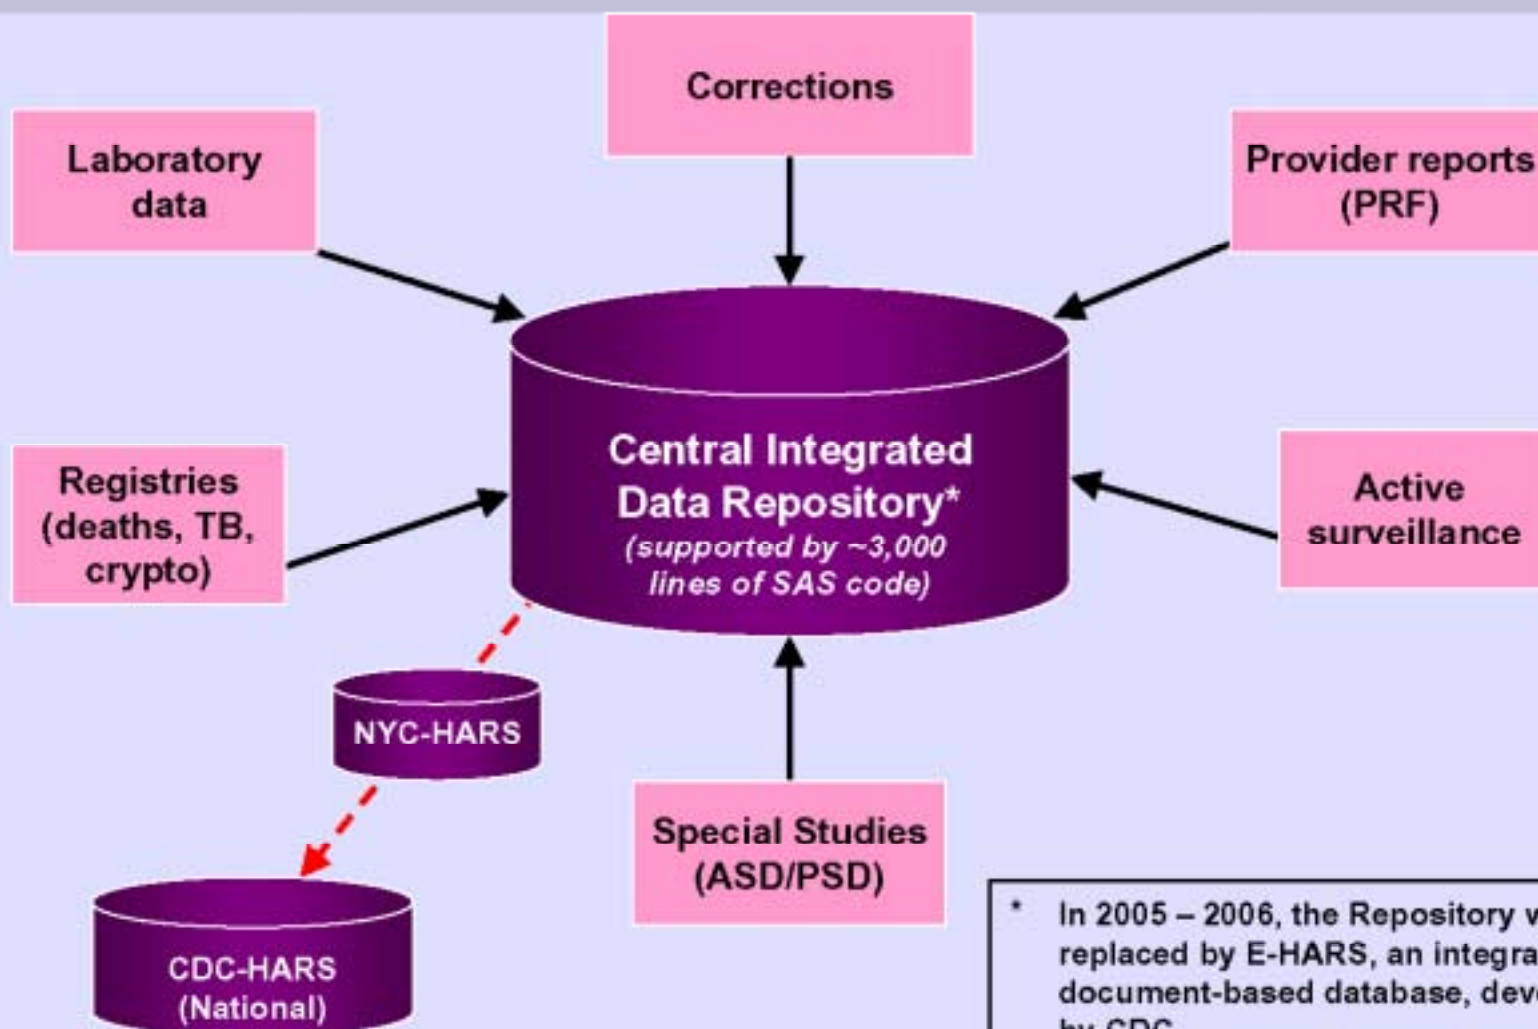 Corrections
Laboratory
data
Provider reports
(PRF)
Central Integrated
Data Repository*
(supported by ~3,000
lines of SAS code)
Registries
(deaths, TB,
crypto)
Active
surveillance
NYC-HARS
Special Studies
(ASD/PSD)
CDC-HARS
(National)
* In 2005 – 2006, the Repository
replaced by E-HARS, an
document-based database,
by CDC